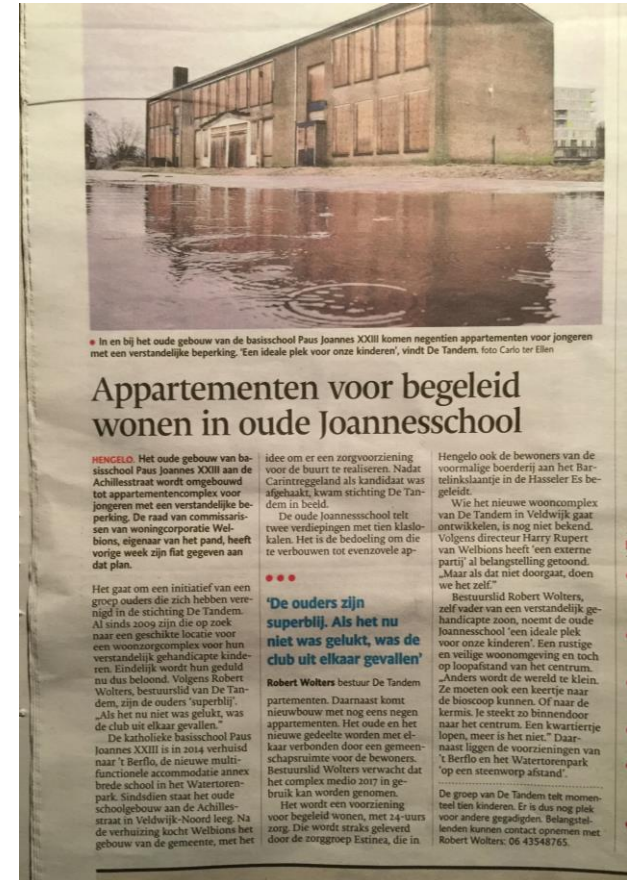 • In en bij het oude gebouw van de basisschool Paus Joannes XXIII komen negentien appartementen voor jongeren
met een verstandelijke beperking. 'Een ideale plek voor onze kinderen', vindt De Tandem. foto Carlo ter Ellen
Appartementen voor begeleid
wonen in oude Joannesschool
HENGELO. Het oude gebouw van ba-
sisschool Paus Joannes XXIII aan de
Achillesstraat wordt omgebouwd
tot appartementencomplex voor
jongeren met een verstandelijke be-
perking. De raad van commissaris-
sen van woningcorporatie Wel-
bions, eigenaar van het pand, heeft
vorige week zijn fiat gegeven aan
dat plan.
Het gaat om een initiatief van een
groep ouders die zich hebben vere-
nigd in de stichting De Tandem.
Al sinds 2009 zijn die op zoek
naar een geschikte locatie voor
een woonzorgcomplex voor hun
verstandelijk gehandicapte kinde-
ren. Eindelijk wordt hun geduld
nu dus beloond. Volgens Robert
Wolters, bestuurslid van De Tan-
dem, zijn de ouders 'superblij'.
„Als het nu niet was gelukt, was
de club uit elkaar gevallen.”
De katholieke basisschool Paus
Joannes XXIII is in 2014 verhuisd
naar 't Berflo, de nieuwe multi-
functionele accommodatie annex
brede school in het Watertoren-
park. Sindsdien staat het oude
schoolgebouw aan de Achilles-
straat in Veldwijk-Noord leeg. Na
de verhuizing kocht Welbions het
gebouw van de gemeente, met het
idee om er een zorgvoorziening
voor de buurt te realiseren. Nadat
Carintreggeland als kandidaat was
afgehaakt, kwam stichting De Tan-
dem in beeld.
De oude Joannessschool telt
twee verdiepingen met tien klaslo-
kalen. Het is de bedoeling om die
te verbouwen tot evenzovele ap-
'De ouders zijn
superblij. Als het nu
niet was gelukt, was de
club uit elkaar gevallen'
Robert Wolters bestuur De Tandem
partementen. Daarnaast komt
nieuwbouw met nog eens negen
appartementen. Het oude en het
nieuwe gedeelte worden met el-
kaar verbonden door een gemeen-
schapsruimte voor de bewoners.
Bestuurslid Wolters verwacht dat
het complex medio 2017 in ge-
bruik kan worden genomen.
Het wordt een voorziening
voor begeleid wonen, met 24-uurs
zorg. Die wordt straks geleverd
door de zorggroep Estinea, die in
Hengelo ook de bewoners van de
voormalige boerderij aan het Bar-
telinkslaantje in de Hasseler Es be-
geleidt.
Wie het nieuwe wooncomplex
van De Tandem in Veldwijk gaat
ontwikkelen, is nog niet bekend.
Volgens directeur Harry Rupert
van Welbions heeft 'een externe
partij' al belangstelling getoond.
„Maar als dat niet doorgaat, doen
we het zelf.”
Bestuurslid Robert Wolters,
zelf vader van een verstandelijk ge-
handicapte zoon, noemt de oude
Joannesschool 'een ideale plek
voor onze kinderen'. Een rustige
en veilige woonomgeving en toch
op loopafstand van het centrum.
„Anders wordt de wereld te klein.
Ze moeten ook een keertje naar
de bioscoop kunnen. Of naar de
kermis. Je steekt zo binnendoor
naar het centrum. Een kwartiertje
lopen, meer is het niet.” Daar-
naast liggen de voorzieningen van
't Berflo en het Watertorenpark
'op een steenworp afstand'.
De groep van De Tandem telt momen-
teel tien kinderen. Er is dus nog plek
voor andere gegadigden. Belangstel-
lenden kunnen contact opnemen met
Robert Wolters: 06 43548765.